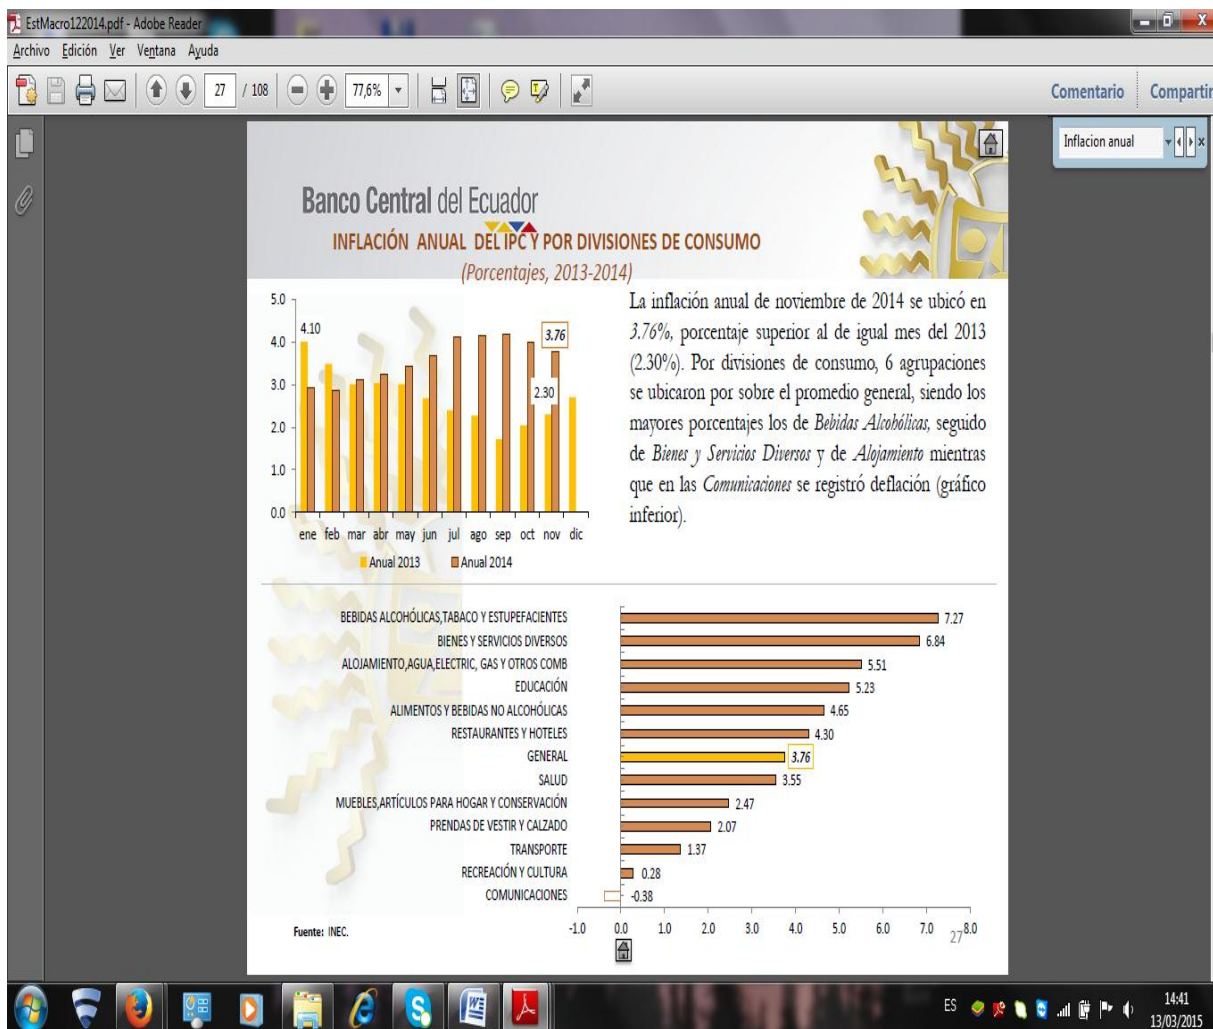 EstMacro122014.pdf - Adobe Reader
Archivo Edición Ver Ventana Ayuda
27 / 108 77,6% Comentario Compartir
Inflacion anual
Banco Central del Ecuador
INFLACIÓN ANUAL DEL IPC Y POR DIVISIONES DE CONSUMO
(Porcentajes, 2013-2014)
5.0
4.0
3.0
2.0
1.0
0.0
4.10
3.76
2.30
ene feb mar abr may jun jul ago sep oct nov dic
Anual 2013 Anual 2014
La inflación anual de noviembre de 2014 se ubicó en
3.76%, porcentaje superior al de igual mes del 2013
(2.30%). Por divisiones de consumo, 6 agrupaciones
se ubicaron por sobre el promedio general, siendo los
mayores porcentajes los de Bebidas Alcohólicas, seguido
de Bienes y Servicios Diversos y de Alojamiento mientras
que en las Comunicaciones se registró deflación (gráfico
inferior).
BEBIDAS ALCOHÓLICAS,TABACO Y ESTUPEFACIENTES 7.27
BIENES Y SERVICIOS DIVERSOS 6.84
ALOJAMIENTO,AGUA,ELECTRIC, GAS Y OTROS COMB 5.51
EDUCACIÓN 5.23
ALIMENTOS Y BEBIDAS NO ALCOHÓLICAS 4.65
RESTAURANTES Y HOTELES 4.30
GENERAL 3.76
SALUD 3.55
MUEBLES,ARTÍCULOS PARA HOGAR Y CONSERVACIÓN 2.47
PRENDAS DE VESTIR Y CALZADO 2.07
TRANSPORTE 1.37
RECREACIÓN Y CULTURA 0.28
COMUNICACIONES -0.38
-1.0 0.0 1.0 2.0 3.0 4.0 5.0 6.0 7.0 8.0
Fuente: INEC.
27
ES 14:41
13/03/2015